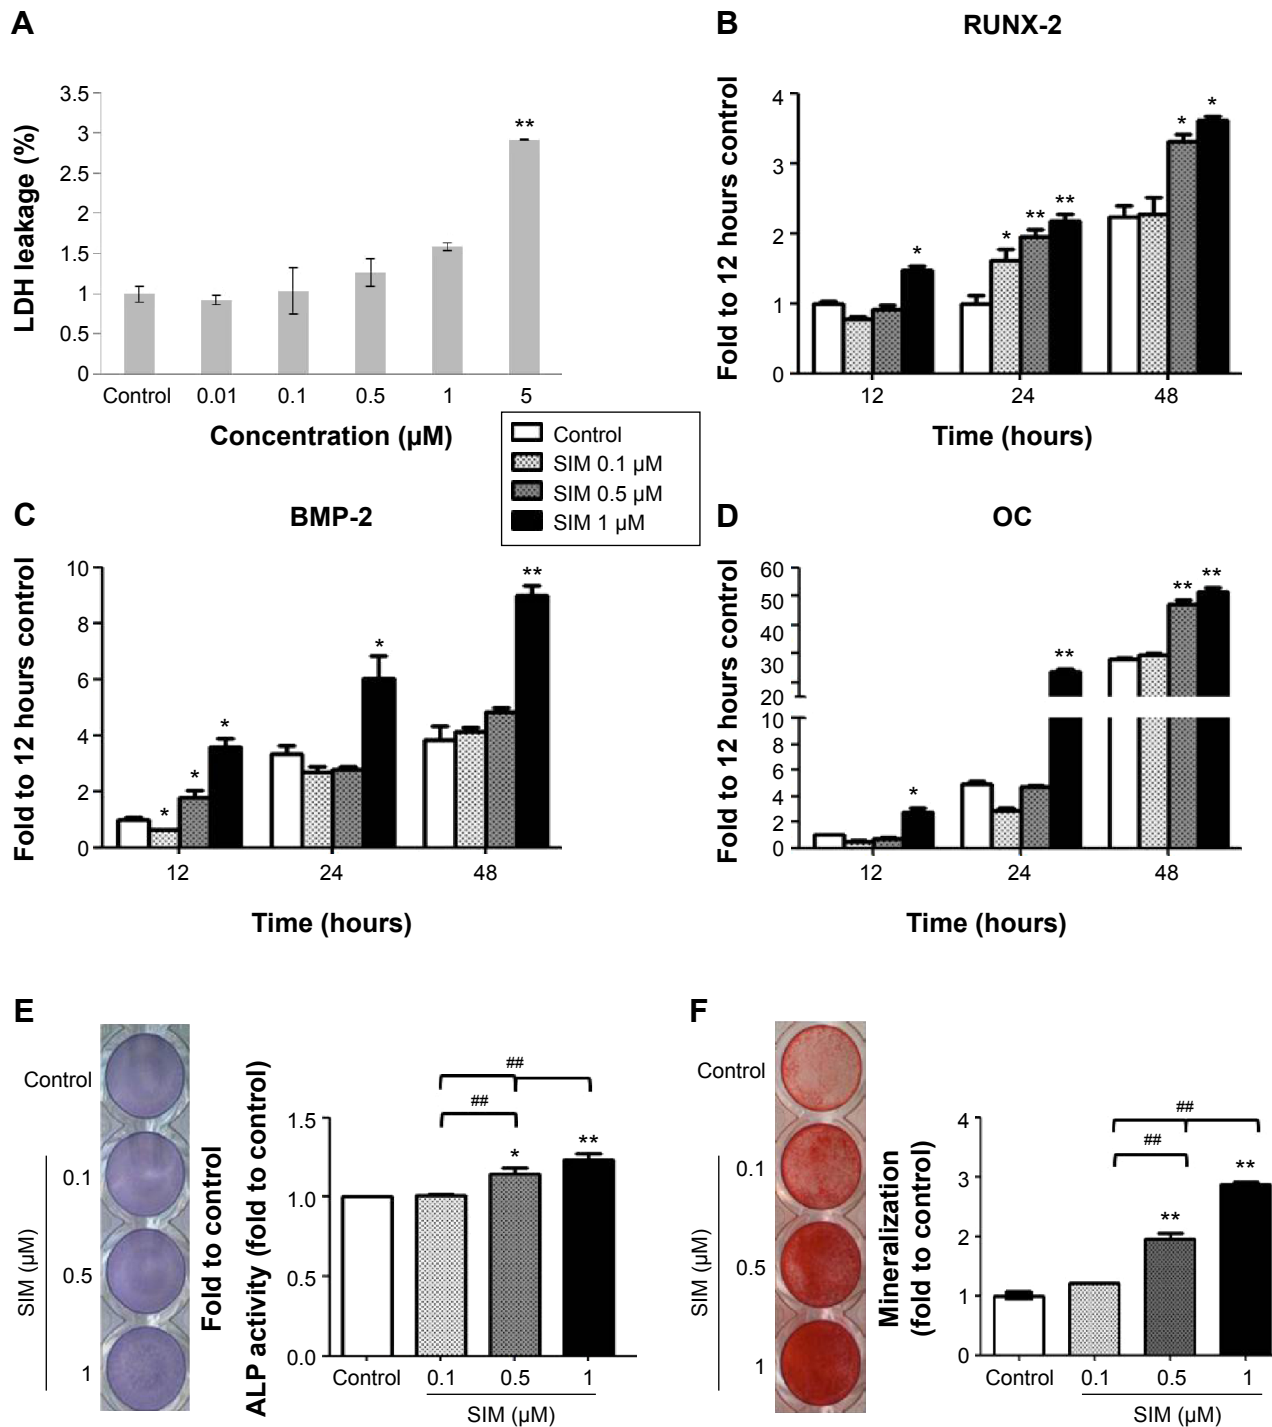 A
LDH leakage (%)
3.5
3
2.5
2
1.5
1
0.5
0
**
Control 0.01 0.1 0.5 1 5
Concentration (µM)
B
RUNX-2
Fold to 12 hours control
4
3
2
1
0
* * ** ** * *
12 24 48
Time (hours)
Control
SIM 0.1 µM
SIM 0.5 µM
SIM 1 µM
C
BMP-2
Fold to 12 hours control
10
8
6
4
2
0
* * * * **
12 24 48
Time (hours)
D
OC
Fold to 12 hours control
60
50
40
30
20
10
8
6
4
2
0
* ** ** **
12 24 48
Time (hours)
E
Control
0.1
0.5
1
SIM (µM)
Fold to control
ALP activity (fold to control)
1.5
1.0
0.5
0.0
##
##
* **
Control 0.1 0.5 1
SIM (µM)
F
Control
0.1
0.5
1
SIM (µM)
Mineralization
(fold to control)
4
3
2
1
0
##
##
** **
Control 0.1 0.5 1
SIM (µM)